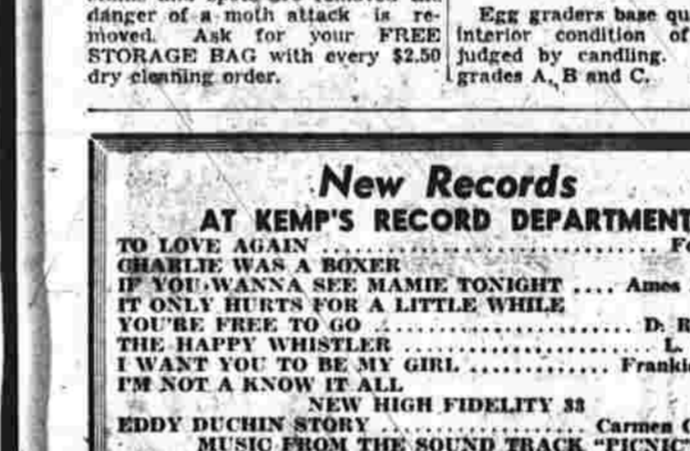 danger of a moth attack is re-
moved. Ask for your FREE
STORAGE BAG with every $2.50
dry cleaning order.
Egg graders base
interior condition of
judged by candling.
grades A, B and C.
New Records
AT KEMP'S RECORD DEPARTMENT
TO LOVE AGAIN ..............................
CHARLIE WAS A BOXER
IF YOU WANNA SEE MAMIE TONIGHT .... Ames
IT ONLY HURTS FOR A LITTLE WHILE
YOU'RE FREE TO GO ........................ D. R
THE HAPPY WHISTLER ........................ L.
I WANT YOU TO BE MY GIRL ............. Franki
I'M NOT A KNOW IT ALL
NEW HIGH FIDELITY 33
EDDY DUCHIN STORY .................... Carmen C
MUSIC FROM THE SOUND TRACK "PICNIC"